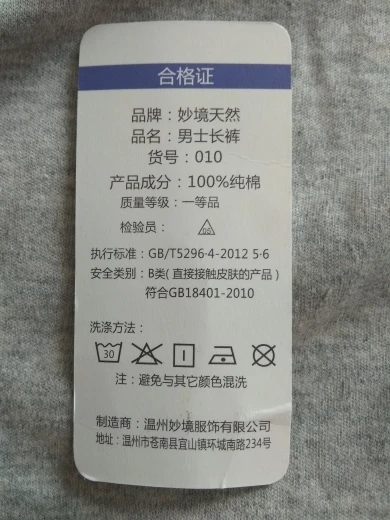 合格证
品牌：妙境天然
品名：男士长裤
货号：010
产品成分：100%纯棉
质量等级：一等品
检验员： 05
执行标准：GB/T5296·4-2012 5·6
安全类别：B类(直接接触皮肤的产品)
符合GB18401-2010
洗涤方法：
30
注：避免与其它颜色混洗
制造商：温州妙境服饰有限公司
地址：温州市苍南县宜山镇环城南路234号